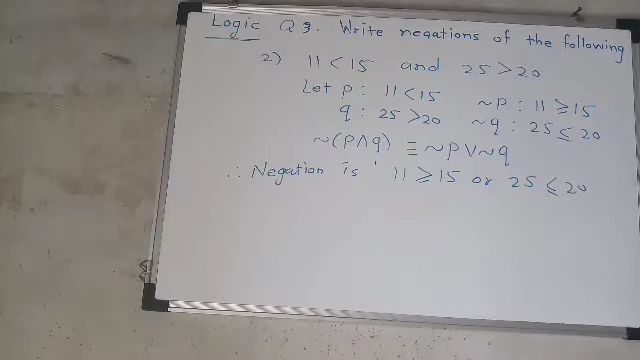 Logic Q3. Write negations of the following
2) 11 < 15 and 25 > 20
Let p : 11 < 15 ~p : 11 ≥ 15
q : 25 > 20 ~q : 25 ≤ 20
~(p ∧ q) ≡ ~p ∨ ~q
∴ Negation is ' 11 ≥ 15 or 25 ≤ 20